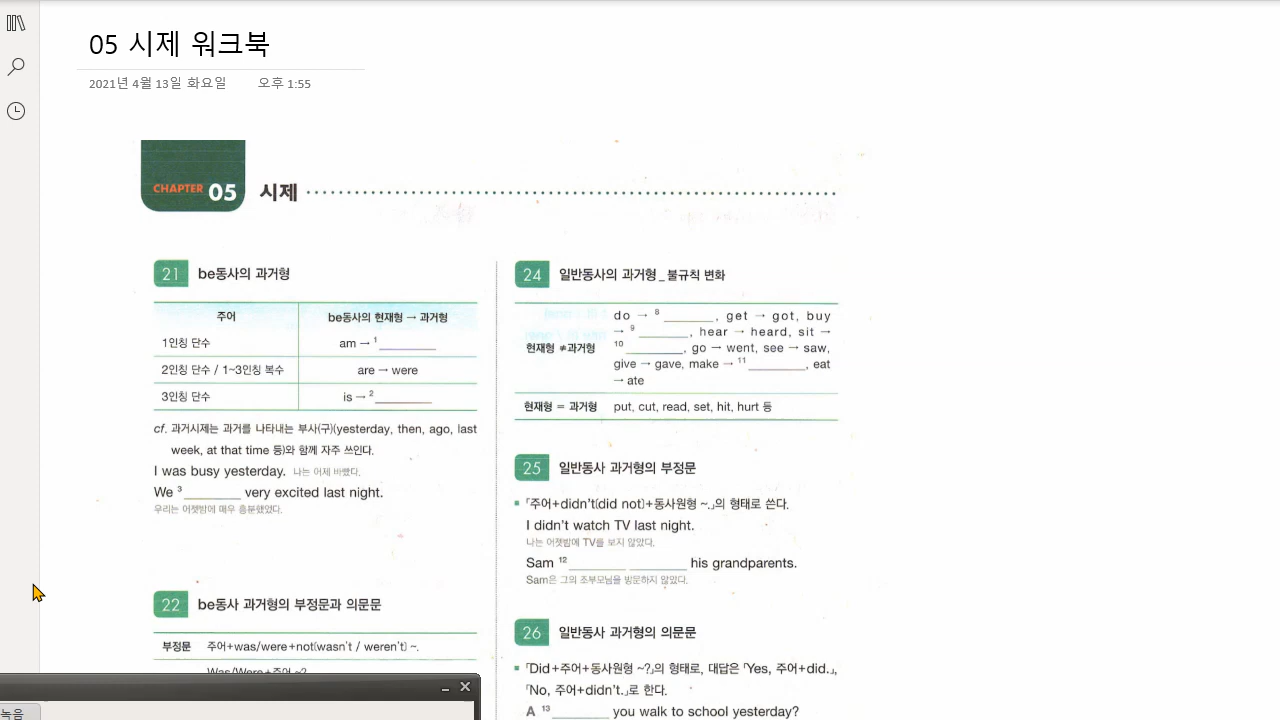 05 시제 워크북
2021년 4월 13일 화요일 오후 1:55
CHAPTER 05 시제
21 be동사의 과거형
주어 be동사의 현재형 → 과거형
1인칭 단수 am → 1 ________
2인칭 단수 / 1~3인칭 복수 are → were
3인칭 단수 is → 2 ________
cf. 과거시제는 과거를 나타내는 부사(구)(yesterday, then, ago, last
week, at that time 등)와 함께 자주 쓰인다.
I was busy yesterday. 나는 어제 바빴다.
We 3 ________ very excited last night.
우리는 어젯밤에 매우 흥분했었다.
22 be동사 과거형의 부정문과 의문문
부정문 주어+was/were+not(wasn't / weren't) ~.
Was/Were+주어 ~?
24 일반동사의 과거형_불규칙 변화
do → 8 ________, get → got, buy
→ 9 ________, hear → heard, sit →
현재형 ≠과거형 10 ________, go → went, see → saw,
give → gave, make → 11 ________, eat
→ ate
현재형 = 과거형 put, cut, read, set, hit, hurt 등
25 일반동사 과거형의 부정문
「주어+didn't(did not)+동사원형 ~.」의 형태로 쓴다.
I didn't watch TV last night.
나는 어젯밤에 TV를 보지 않았다.
Sam 12 ________ ________ his grandparents.
Sam은 그의 조부모님을 방문하지 않았다.
26 일반동사 과거형의 의문문
「Did+주어+동사원형 ~?」의 형태로, 대답은 「Yes, 주어+did.」,
「No, 주어+didn't.」로 한다.
A 13 ________ you walk to school yesterday?
녹음